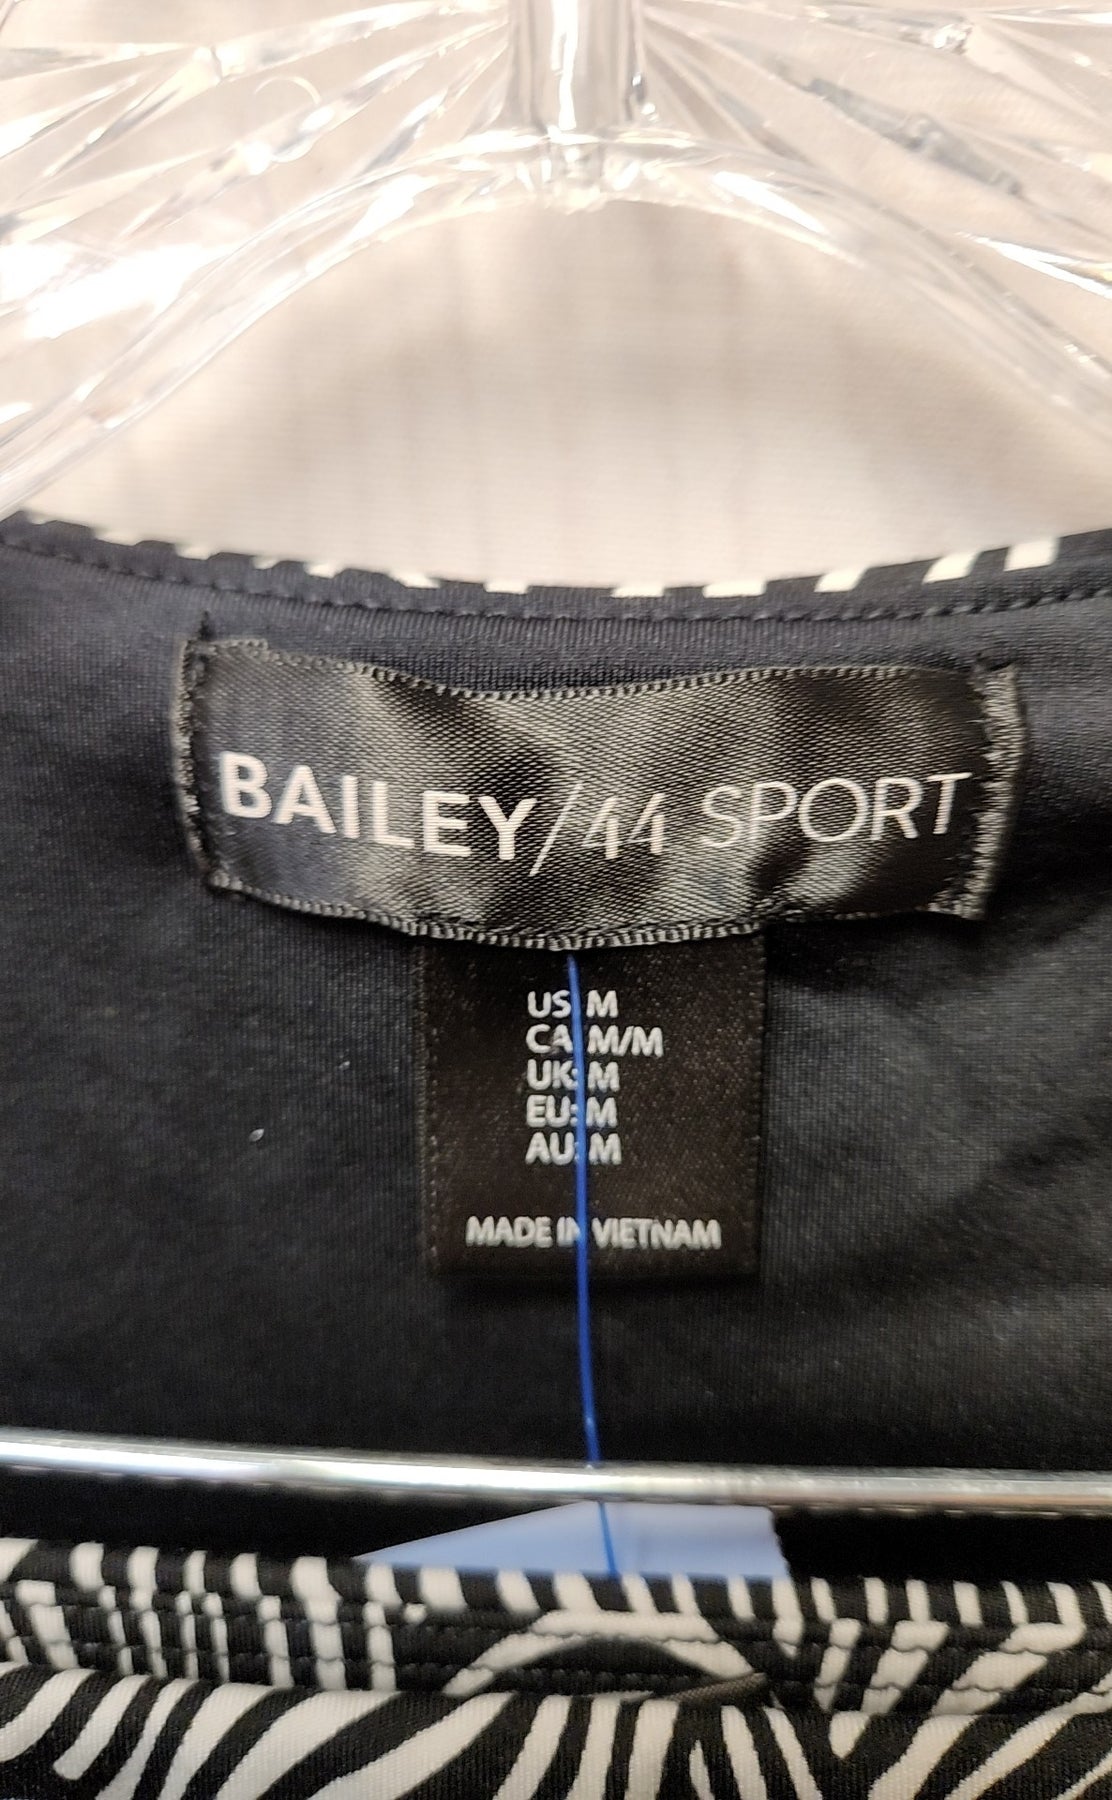 BAILEY/44 SPORT
US: M
CA: M/M
UK: M
EU: M
AU: M
MADE IN VIETNAM